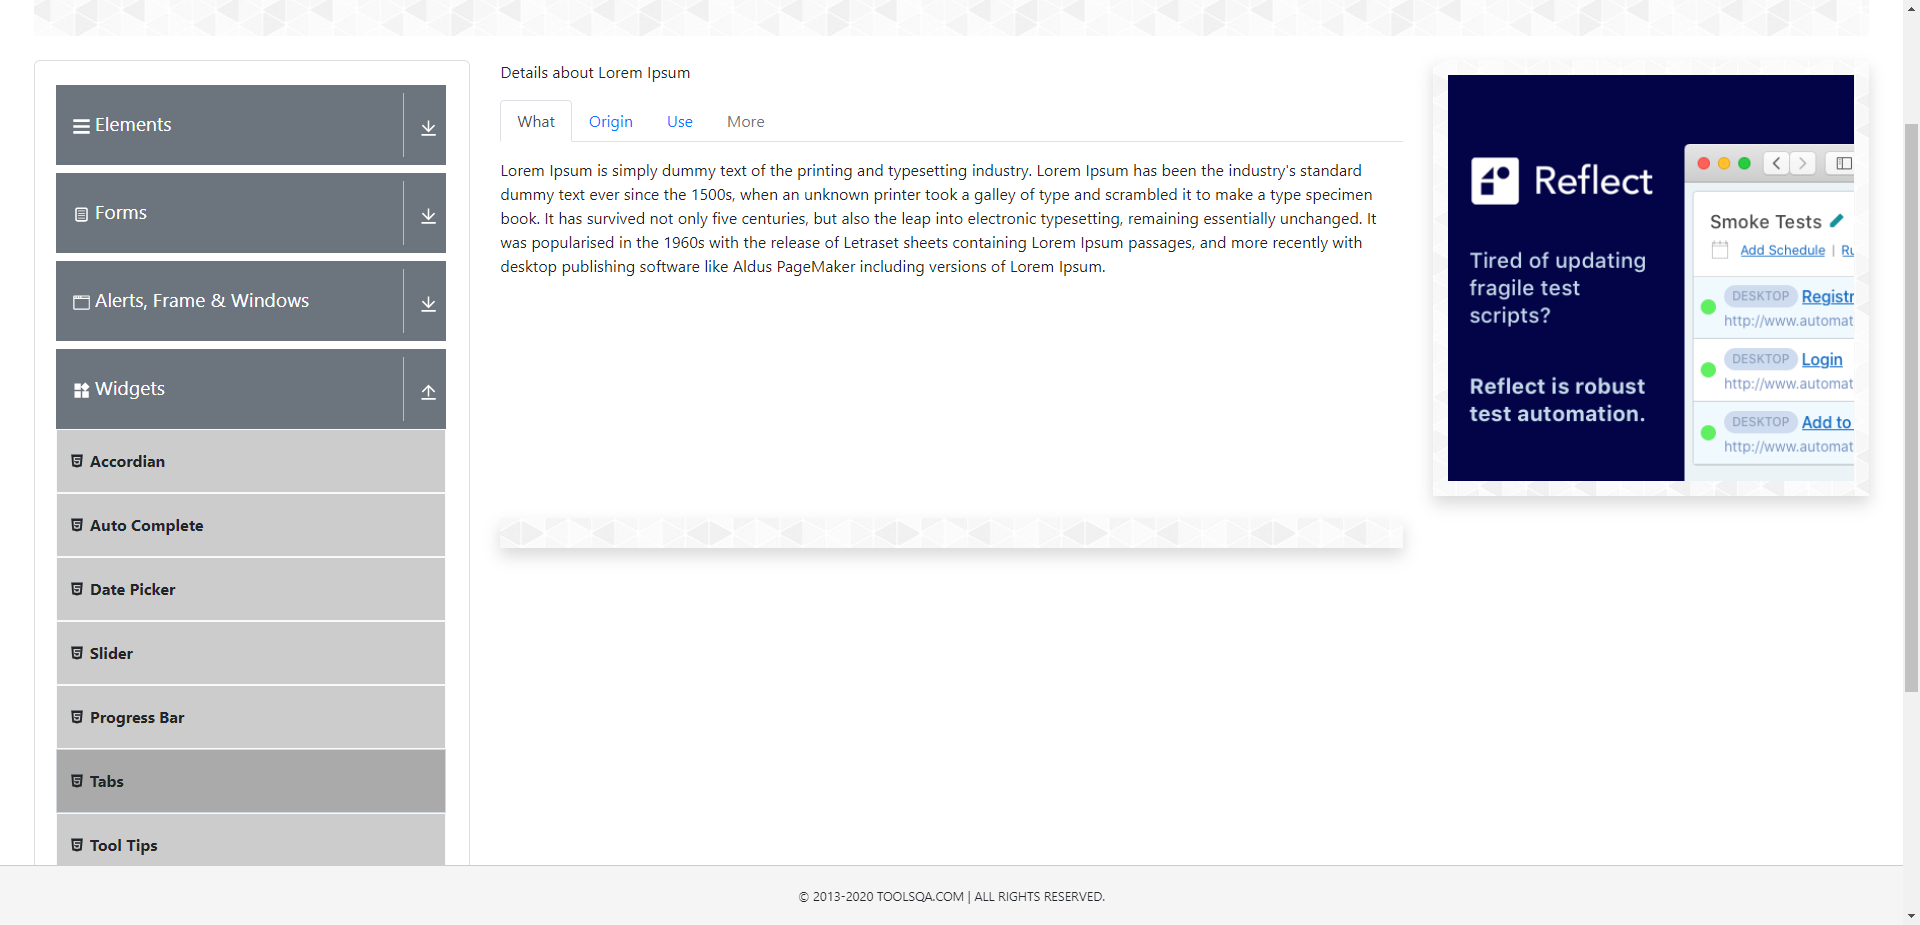 Elements
Forms
Alerts, Frame & Windows
Widgets
Accordian
Auto Complete
Date Picker
Slider
Progress Bar
Tabs
Tool Tips
Details about Lorem Ipsum
What Origin Use More
Lorem Ipsum is simply dummy text of the printing and typesetting industry. Lorem Ipsum has been the industry's standard
dummy text ever since the 1500s, when an unknown printer took a galley of type and scrambled it to make a type specimen
book. It has survived not only five centuries, but also the leap into electronic typesetting, remaining essentially unchanged. It
was popularised in the 1960s with the release of Letraset sheets containing Lorem Ipsum passages, and more recently with
desktop publishing software like Aldus PageMaker including versions of Lorem Ipsum.
Reflect
Tired of updating
fragile test
scripts?
Reflect is robust
test automation.
Smoke Tests
Add Schedule | Ru
DESKTOP Registr
http://www.automat
DESKTOP Login
http://www.automat
DESKTOP Add to
http://www.automat
© 2013-2020 TOOLSQA.COM | ALL RIGHTS RESERVED.